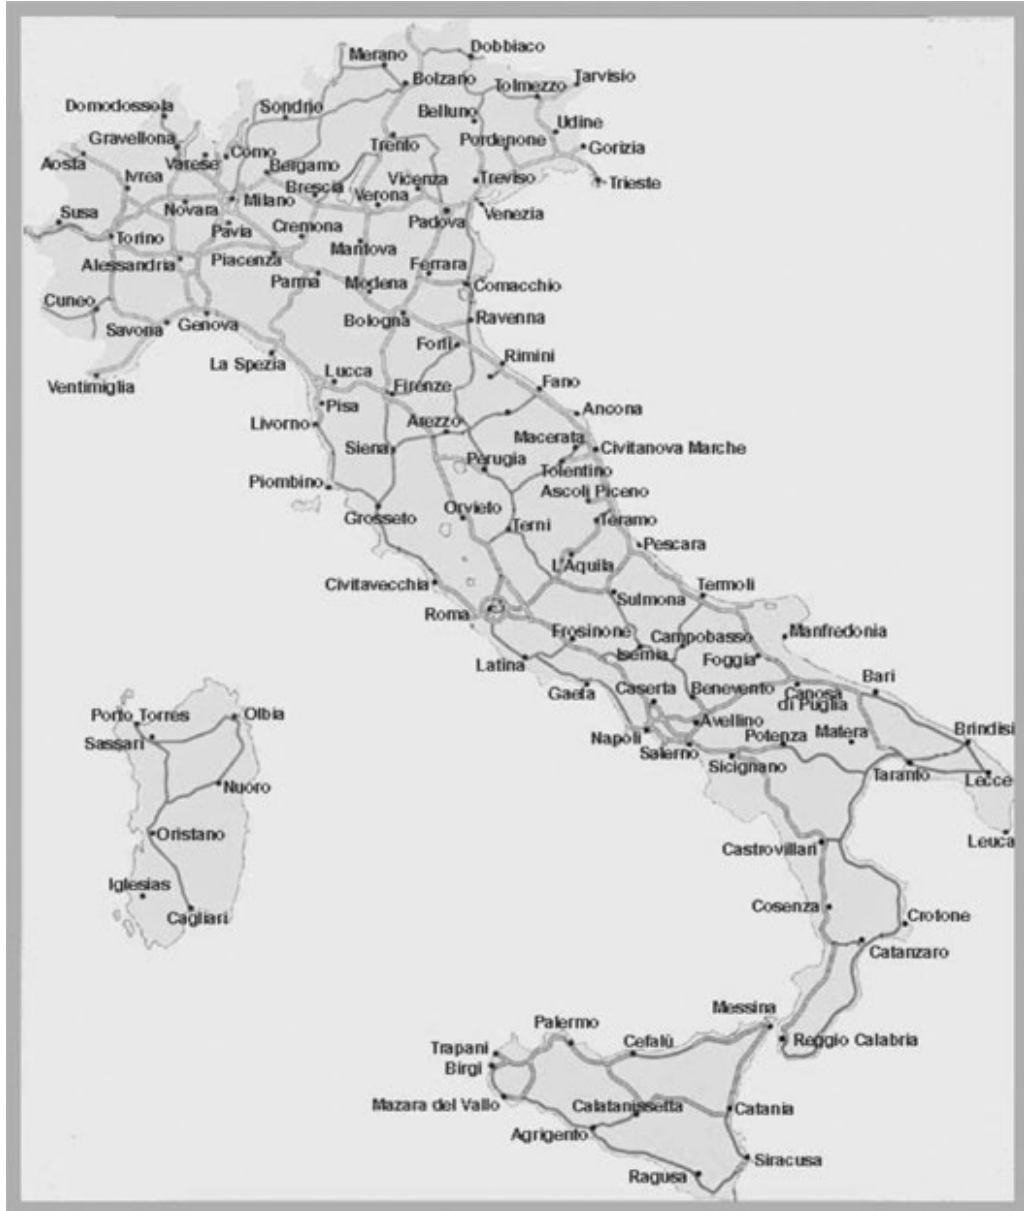 Dobbiaco
Merano
Bolzano
Tarvisio
Tolmezzo
Domodossola
Sondrio
Belluno
Udine
Gravellona
Trento
Pordenone
Gorizia
Aosta
Varese
Como
Bergamo
Ivrea
Brescia
Vicenza
Treviso
Trieste
Verona
Novara
Milano
Susa
Padova
Venezia
Pavia
Cremona
Torino
Mantova
Alessandria
Piacenza
Ferrara
Parma
Modena
Comacchio
Cuneo
Savona
Genova
Bologna
Ravenna
Forlì
La Spezia
Rimini
Ventimiglia
Lucca
Firenze
Fano
Pisa
Ancona
Livorno
Arezzo
Macerata
Siena
Civitanova Marche
Perugia
Tolentino
Piombino
Ascoli Piceno
Grosseto
Orvieto
Terni
Teramo
Pescara
L'Aquila
Civitavecchia
Termoli
Sulmona
Roma
Frosinone
Campobasso
Manfredonia
Isernia
Foggia
Latina
Gaeta
Caserta
Benevento
Canosa
di Puglia
Bari
Porto Torres
Olbia
Sassari
Avellino
Napoli
Potenza
Matera
Brindisi
Salerno
Sicignano
Taranto
Lecce
Nuoro
Oristano
Castrovillari
Leuca
Iglesias
Cagliari
Cosenza
Crotone
Catanzaro
Messina
Palermo
Cefalù
Reggio Calabria
Trapani
Birgi
Mazara del Vallo
Calatanissetta
Catania
Agrigento
Siracusa
Ragusa